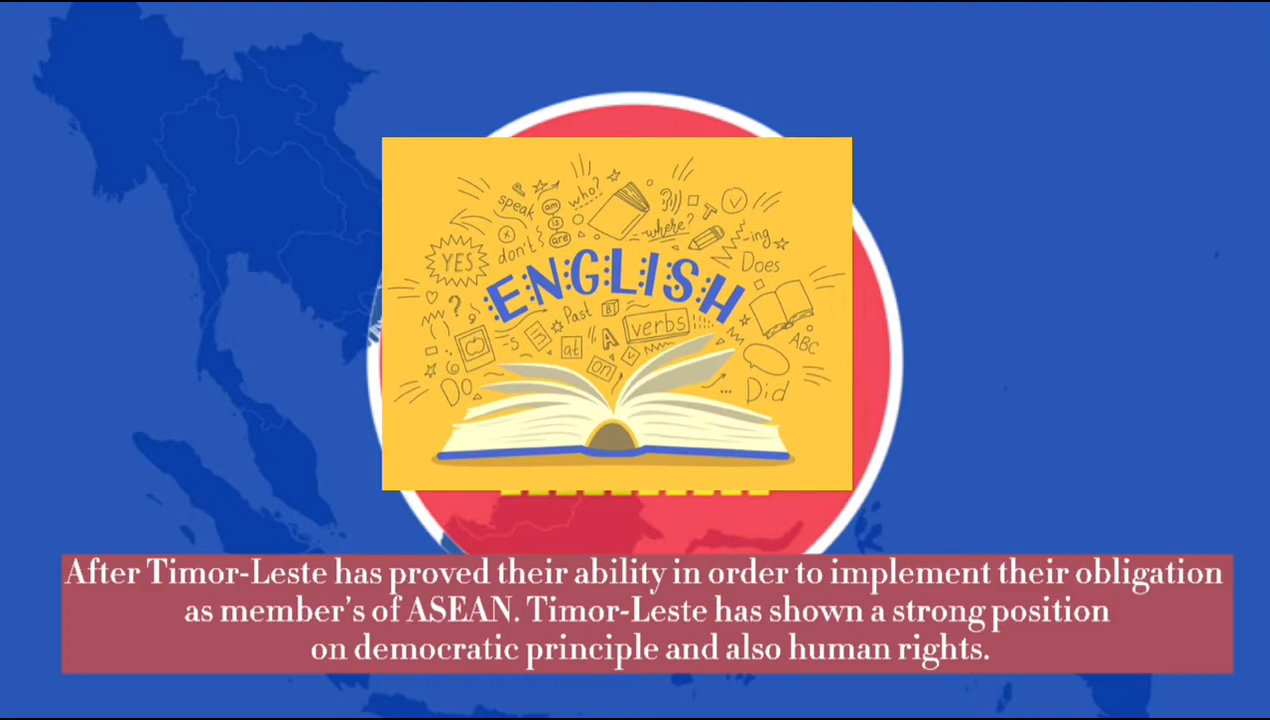 speak
am
is
are
who?
where?
T
-ing
YES
don't
Does
ENGLISH
?
Past
B
verbs
-s
at
A
ABC
on
Do
...
Did
After Timor-Leste has proved their ability in order to implement their obligation
as member's of ASEAN. Timor-Leste has shown a strong position
on democratic principle and also human rights.